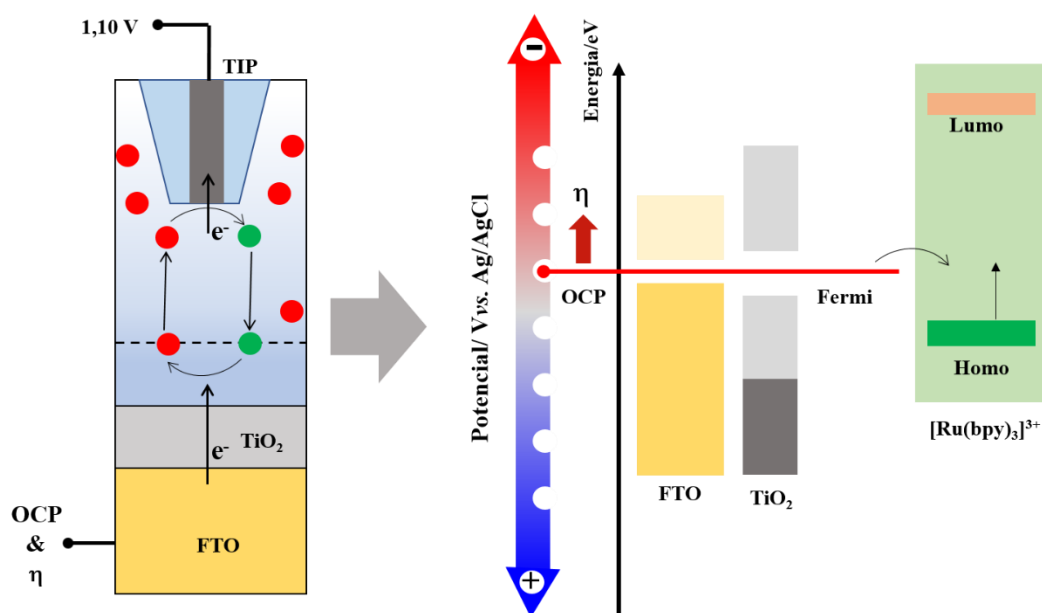 1,10 V
TIP
e-
TiO2
e-
OCP
&
η
FTO
Potencial/ Vvs. Ag/AgCl
−
+
η
OCP
Energia/eV
Fermi
FTO
TiO2
Lumo
Homo
[Ru(bpy)3]3+